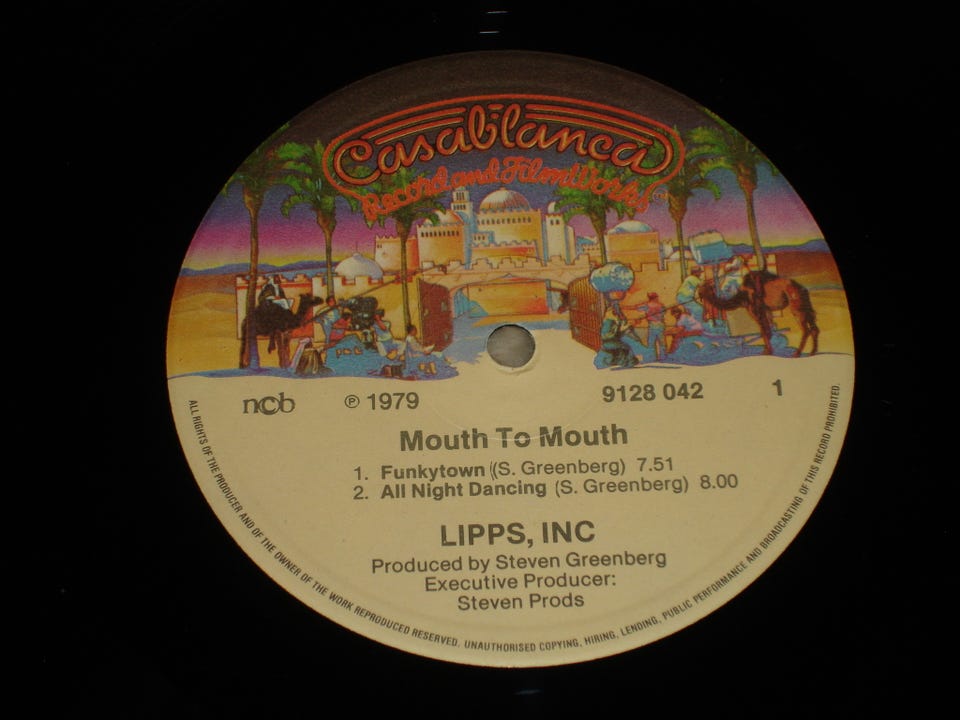 Casablanca
Record and FilmWorks
ncb ℗ 1979 9128 042 1
Mouth To Mouth
1. Funkytown (S. Greenberg) 7.51
2. All Night Dancing (S. Greenberg) 8.00
LIPPS, INC
Produced by Steven Greenberg
Executive Producer:
Steven Prods
ALL RIGHTS OF THE PRODUCER AND OF THE OWNER OF THE WORK REPRODUCED RESERVED. UNAUTHORISED COPYING, HIRING, LENDING, PUBLIC PERFORMANCE AND BROADCASTING OF THIS RECORD PROHIBITED.